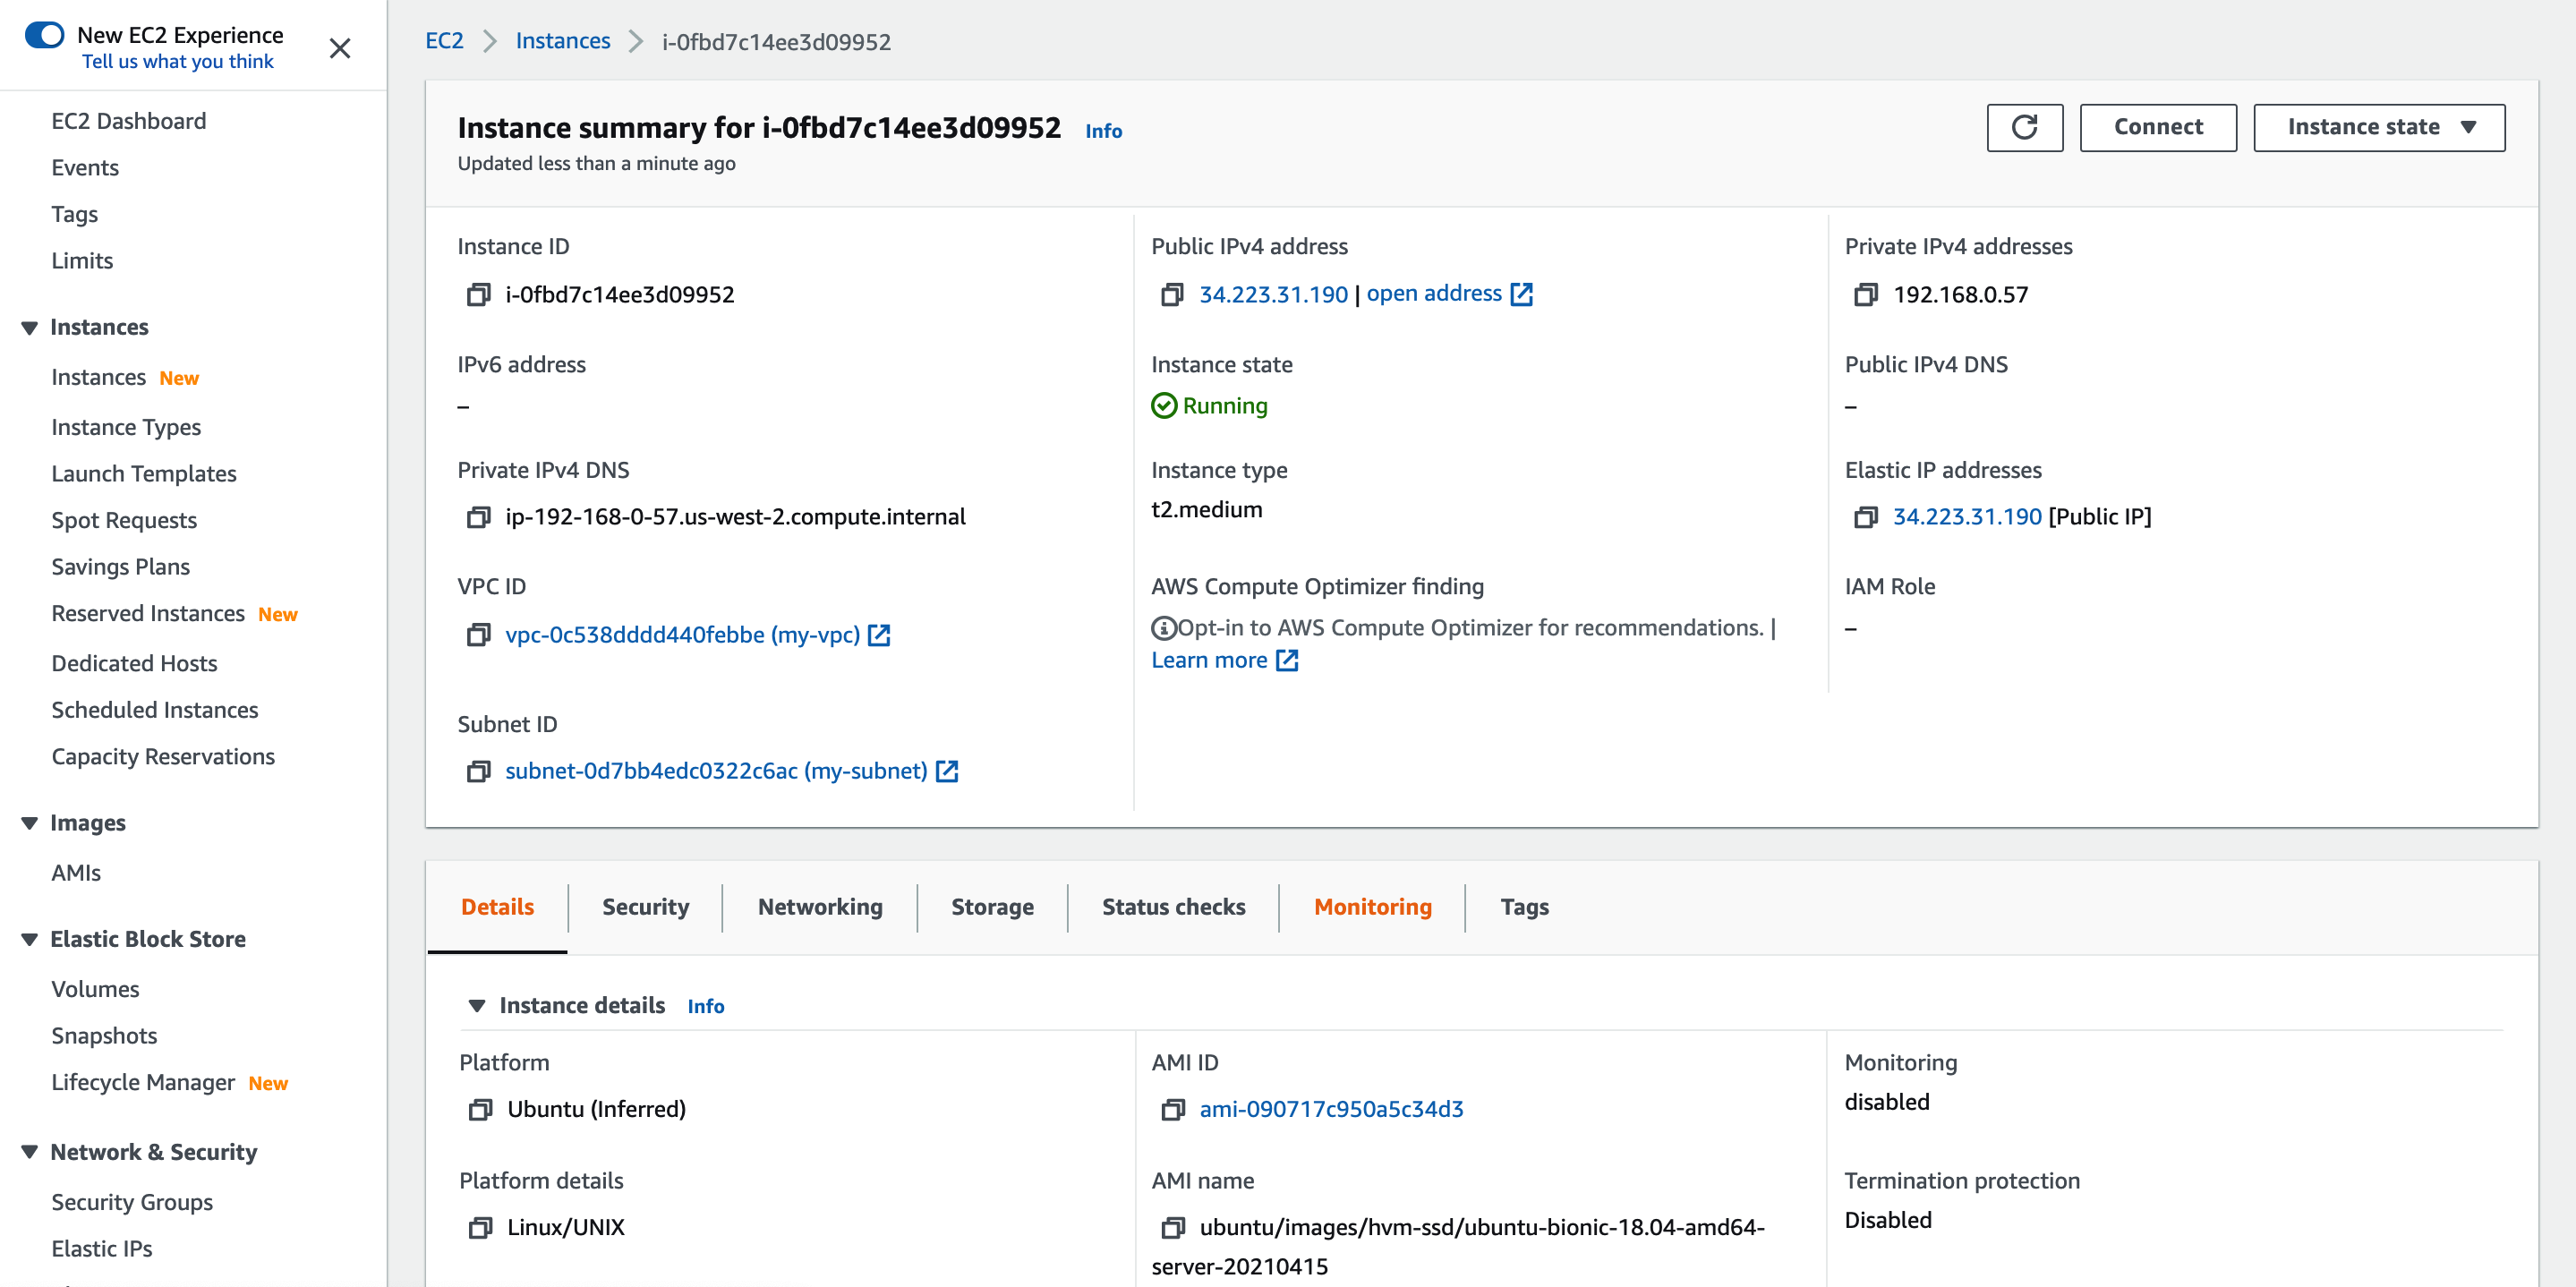 New EC2 Experience
Tell us what you think
EC2 Dashboard
Events
Tags
Limits
Instances
Instances New
Instance Types
Launch Templates
Spot Requests
Savings Plans
Reserved Instances New
Dedicated Hosts
Scheduled Instances
Capacity Reservations
Images
AMIs
Elastic Block Store
Volumes
Snapshots
Lifecycle Manager New
Network & Security
Security Groups
Elastic IPs
EC2 > Instances > i-0fbd7c14ee3d09952
Instance summary for i-0fbd7c14ee3d09952 Info
Updated less than a minute ago
Connect
Instance state
Instance ID
i-0fbd7c14ee3d09952
Public IPv4 address
34.223.31.190 | open address
Private IPv4 addresses
192.168.0.57
IPv6 address
–
Instance state
Running
Public IPv4 DNS
–
Private IPv4 DNS
ip-192-168-0-57.us-west-2.compute.internal
Instance type
t2.medium
Elastic IP addresses
34.223.31.190 [Public IP]
VPC ID
vpc-0c538dddd440febbe (my-vpc)
AWS Compute Optimizer finding
Opt-in to AWS Compute Optimizer for recommendations. |
Learn more
IAM Role
–
Subnet ID
subnet-0d7bb4edc0322c6ac (my-subnet)
Details
Security
Networking
Storage
Status checks
Monitoring
Tags
Instance details Info
Platform
Ubuntu (Inferred)
AMI ID
ami-090717c950a5c34d3
Monitoring
disabled
Platform details
Linux/UNIX
AMI name
ubuntu/images/hvm-ssd/ubuntu-bionic-18.04-amd64-
server-20210415
Termination protection
Disabled